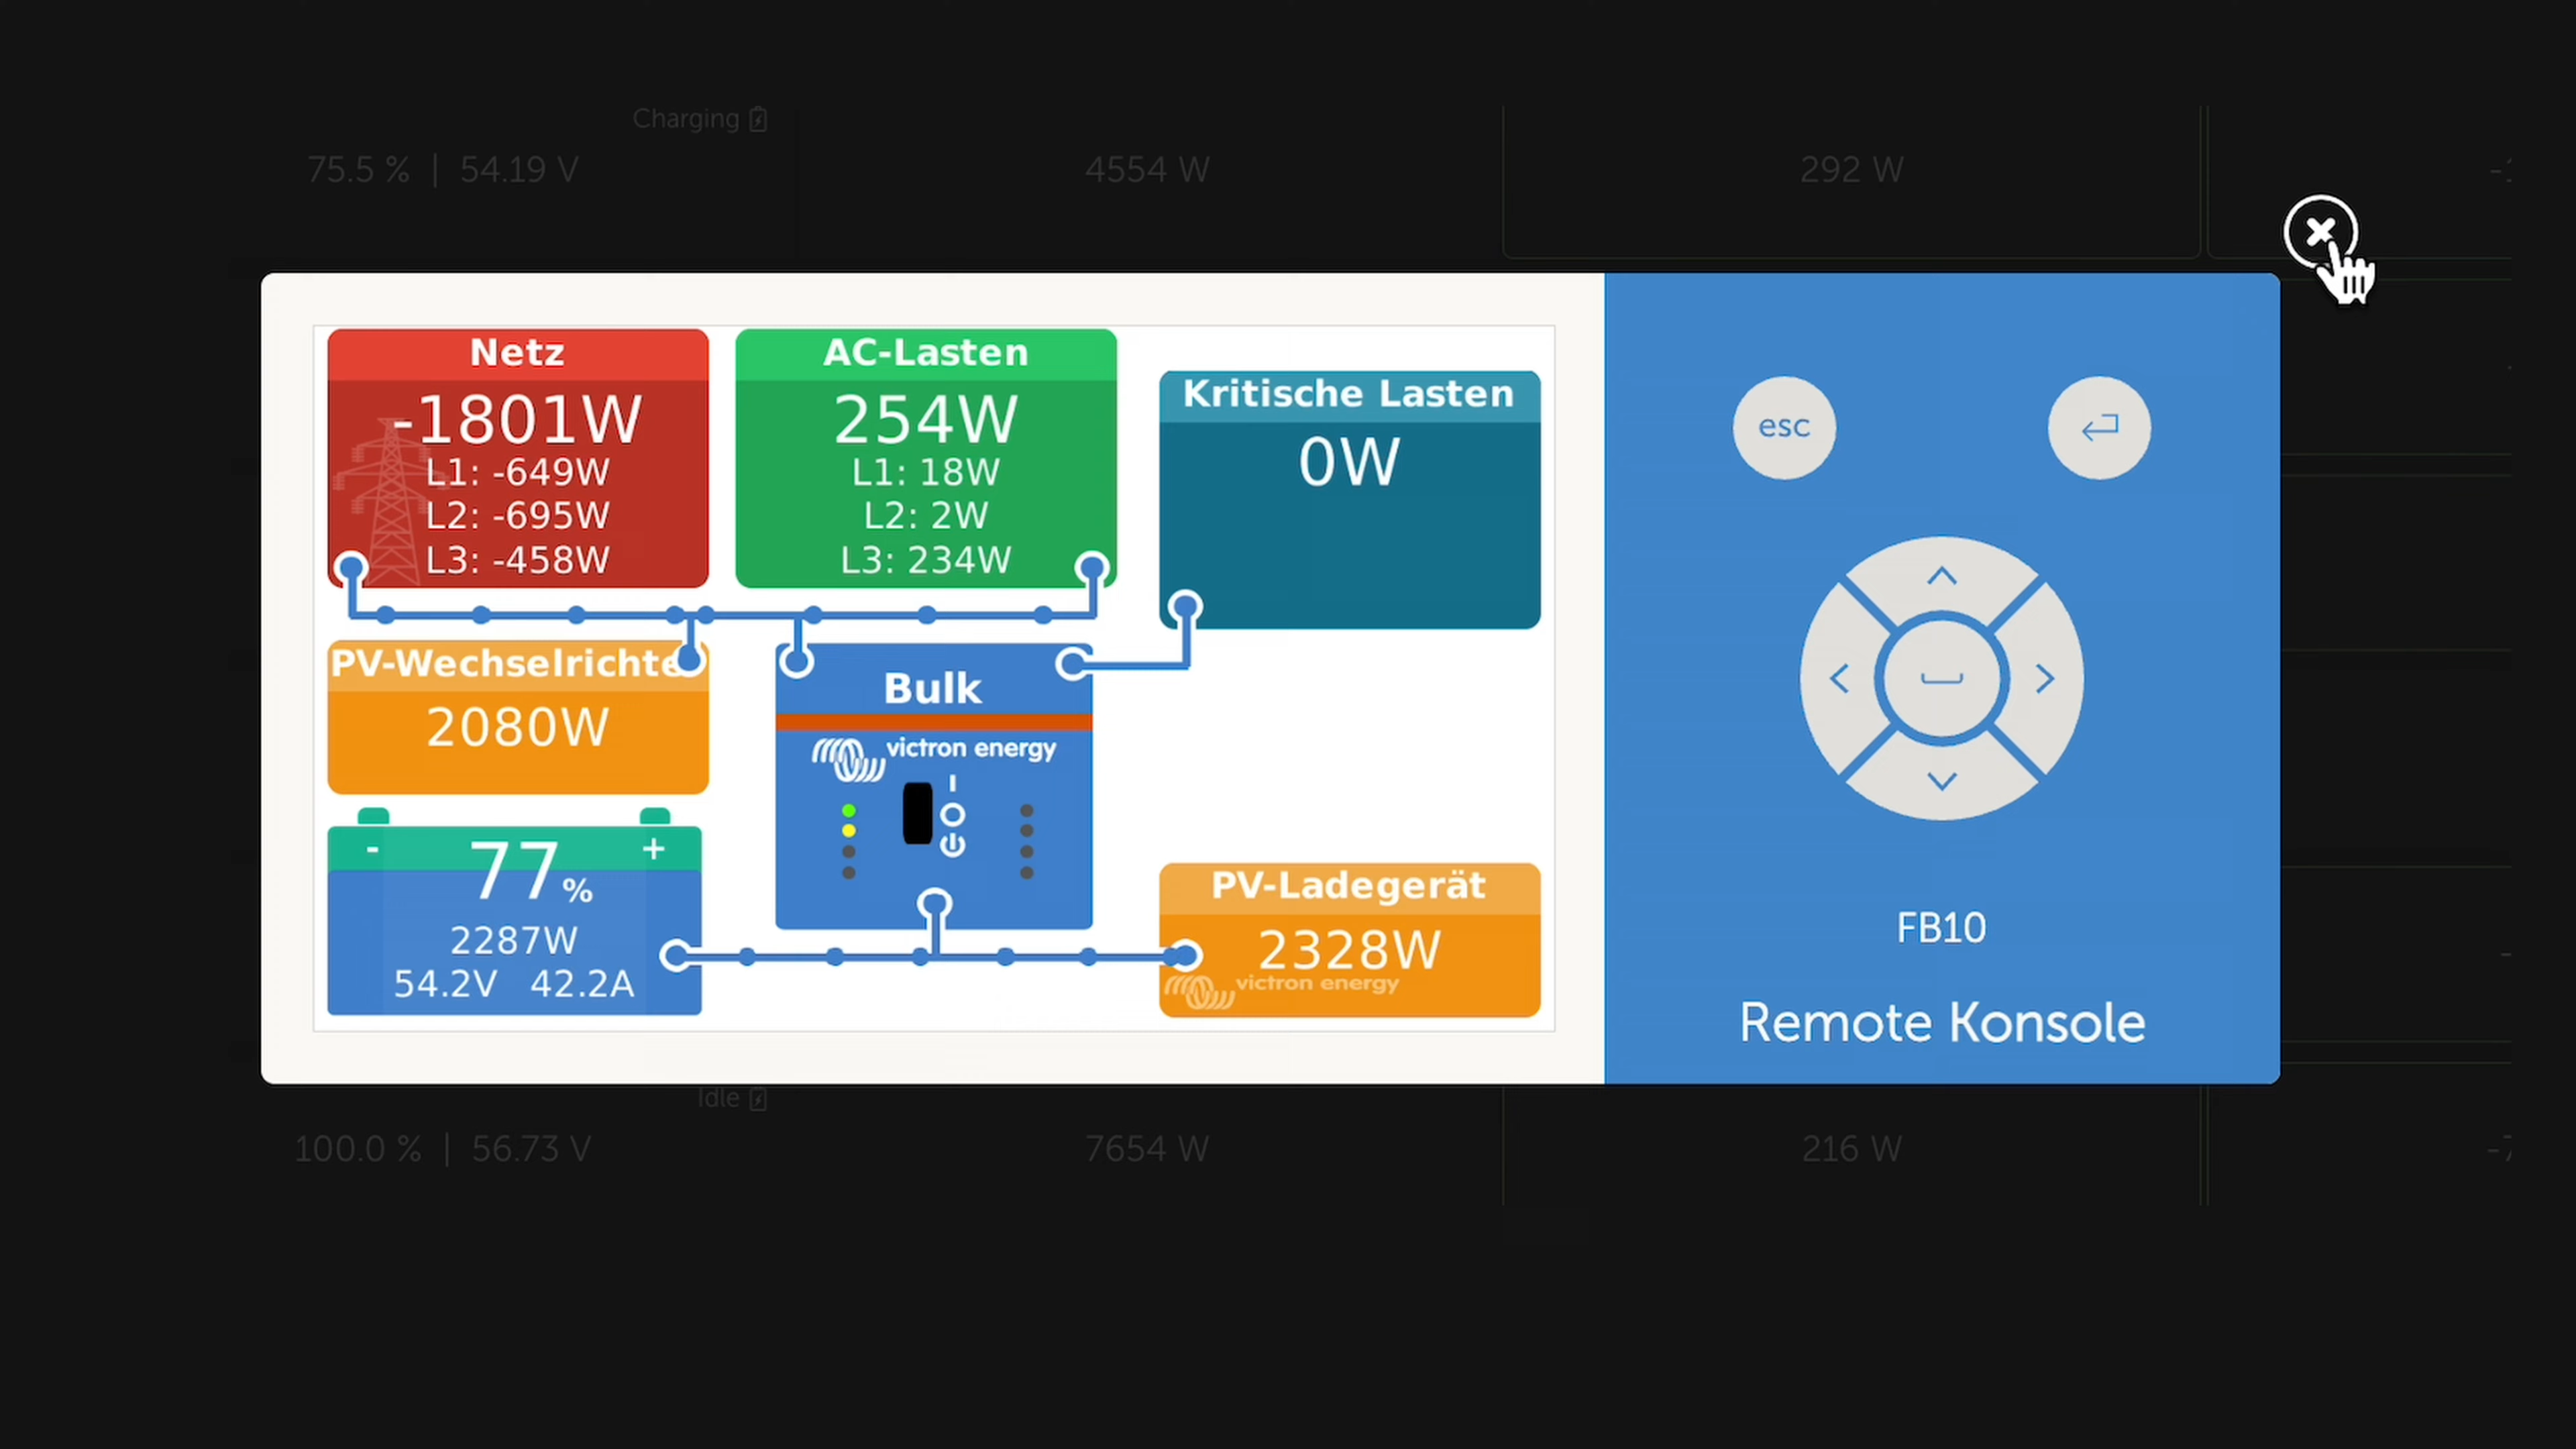 Charging
75.5 % | 54.19 V
4554 W
292 W
Netz
-1801W
L1: -649W
L2: -695W
L3: -458W
AC-Lasten
254W
L1: 18W
L2: 2W
L3: 234W
Kritische Lasten
0W
PV-Wechselrichte
2080W
Bulk
victron energy
- 77% +
2287W
54.2V 42.2A
PV-Ladegerät
2328W
victron energy
esc
FB10
Remote Konsole
Idle
100.0 % | 56.73 V
7654 W
216 W